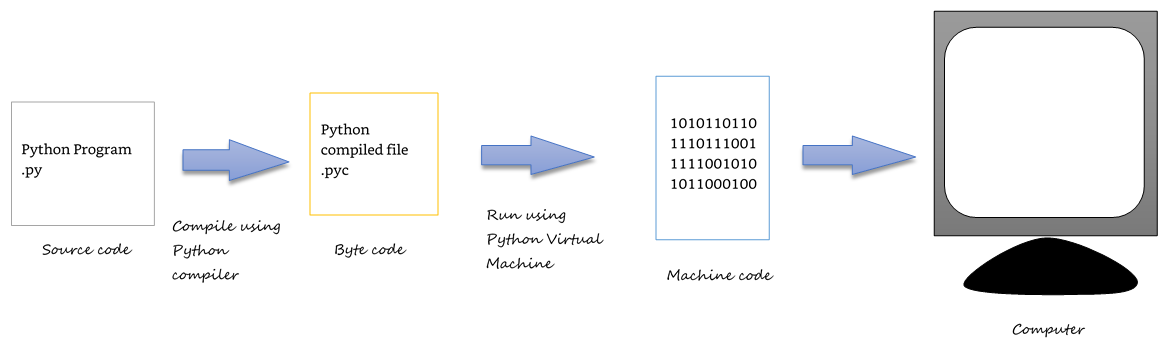 Python Program
.py
Source code
Compile using
Python
compiler
Python
compiled file
.pyc
Byte code
Run using
Python Virtual
Machine
1010110110
1110111001
1111001010
1011000100
Machine code
Computer